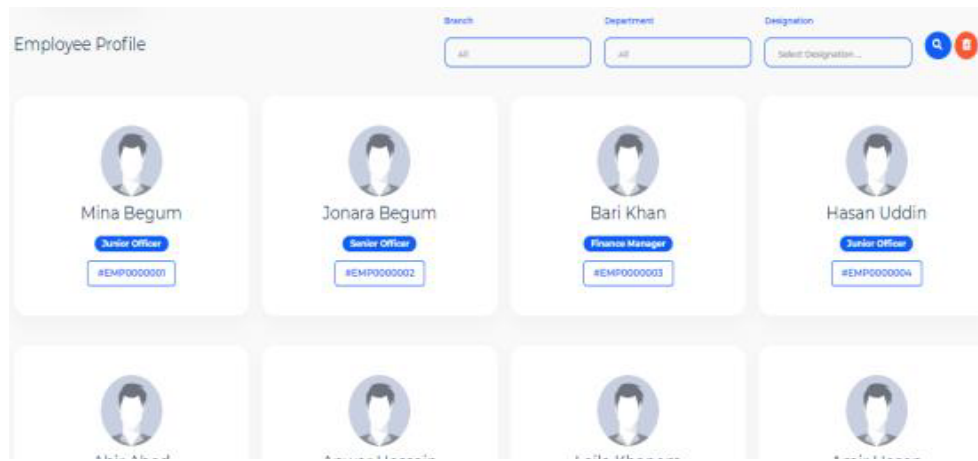 Employee Profile
Branch
All
Department
All
Designation
Select Designation ...
Mina Begum
Junior Officer
#EMP0000001
Jonara Begum
Senior Officer
#EMP0000002
Bari Khan
Finance Manager
#EMP0000003
Hasan Uddin
Junior Officer
#EMP0000004